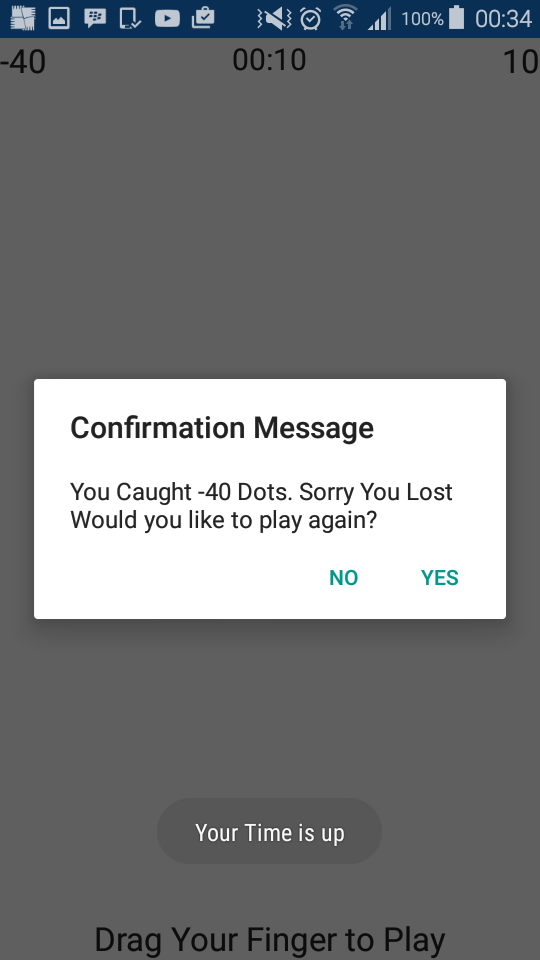 100% 00:34
-40 00:10 10
Confirmation Message
You Caught -40 Dots. Sorry You Lost
Would you like to play again?
NO YES
Your Time is up
Drag Your Finger to Play